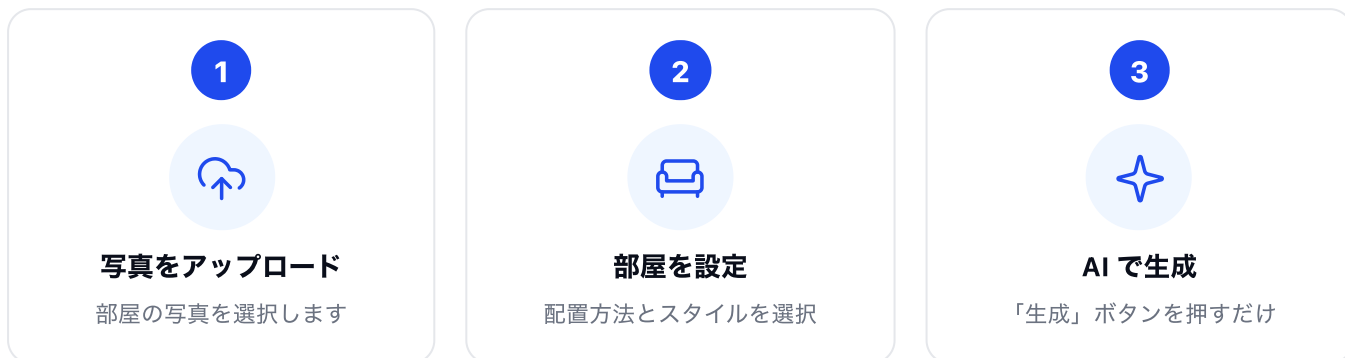 1
写真をアップロード
部屋の写真を選択します
2
部屋を設定
配置方法とスタイルを選択
3
AI で生成
「生成」ボタンを押すだけ